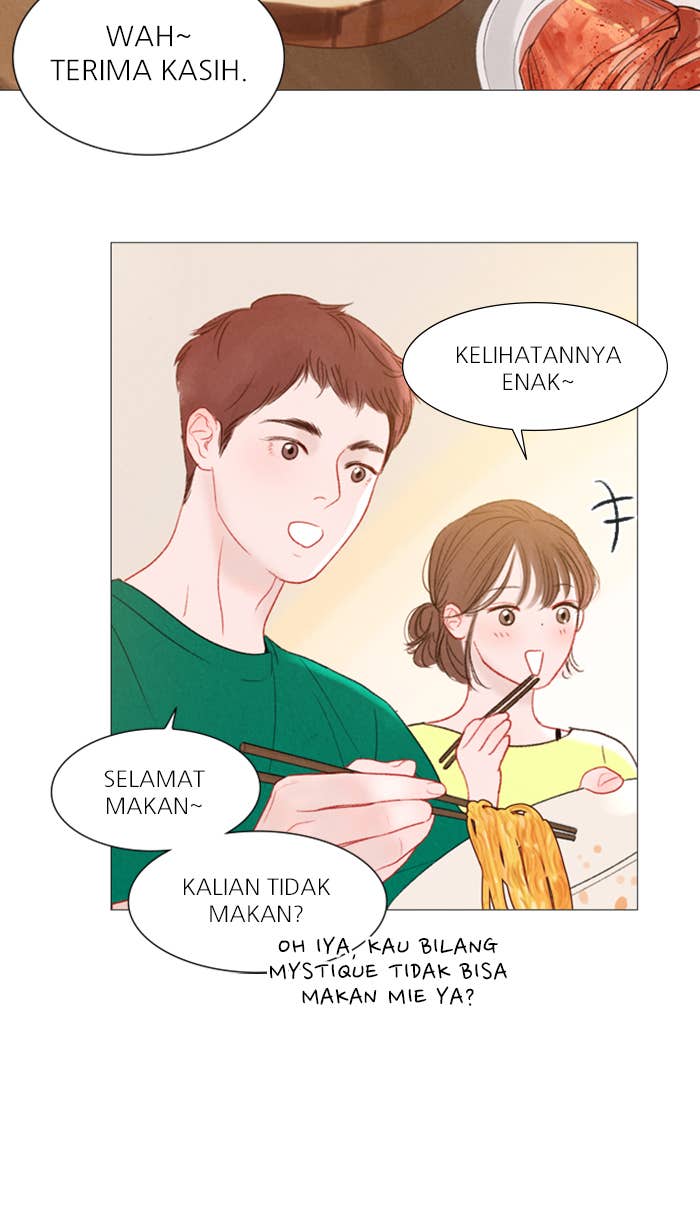 WAH~
TERIMA KASIH.
KELIHATANNYA
ENAK~
SELAMAT
MAKAN~
KALIAN TIDAK
MAKAN?
OH IYA, KAU BILANG
MYSTIQUE TIDAK BISA
MAKAN MIE YA?